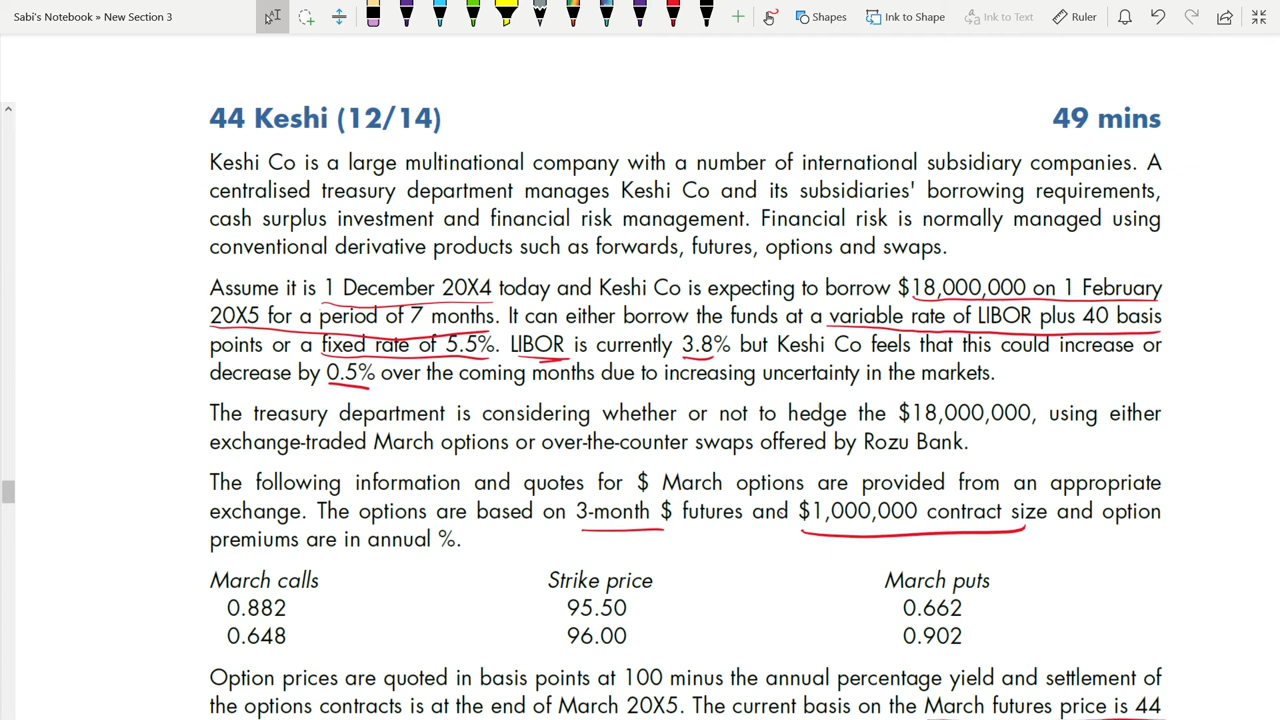 Sabi's Notebook » New Section 3
Shapes
Ink to Shape
Ink to Text
Ruler
44 Keshi (12/14)
49 mins
Keshi Co is a large multinational company with a number of international subsidiary companies. A
centralised treasury department manages Keshi Co and its subsidiaries' borrowing requirements,
cash surplus investment and financial risk management. Financial risk is normally managed using
conventional derivative products such as forwards, futures, options and swaps.
Assume it is 1 December 20X4 today and Keshi Co is expecting to borrow $18,000,000 on 1 February
20X5 for a period of 7 months. It can either borrow the funds at a variable rate of LIBOR plus 40 basis
points or a fixed rate of 5.5%. LIBOR is currently 3.8% but Keshi Co feels that this could increase or
decrease by 0.5% over the coming months due to increasing uncertainty in the markets.
The treasury department is considering whether or not to hedge the $18,000,000, using either
exchange-traded March options or over-the-counter swaps offered by Rozu Bank.
The following information and quotes for $ March options are provided from an appropriate
exchange. The options are based on 3-month $ futures and $1,000,000 contract size and option
premiums are in annual %.
March calls Strike price March puts
0.882 95.50 0.662
0.648 96.00 0.902
Option prices are quoted in basis points at 100 minus the annual percentage yield and settlement of
the options contracts is at the end of March 20X5. The current basis on the March futures price is 44